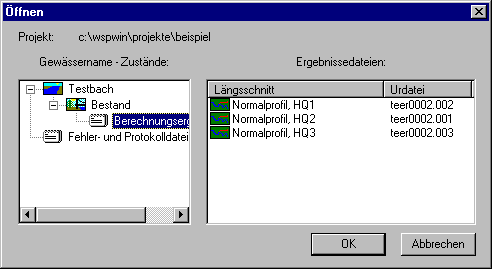 Öffnen
Projekt: c:\wspwin\projekte\beispiel
Gewässername - Zustände:
Testbach
Bestand
Berechnungserg
Fehler- und Protokolldatei
Ergebnissedateien:
Längsschnitt Urdatei
Normalprofil, HQ1 teer0002.002
Normalprofil, HQ2 teer0002.001
Normalprofil, HQ3 teer0002.003
OK Abbrechen